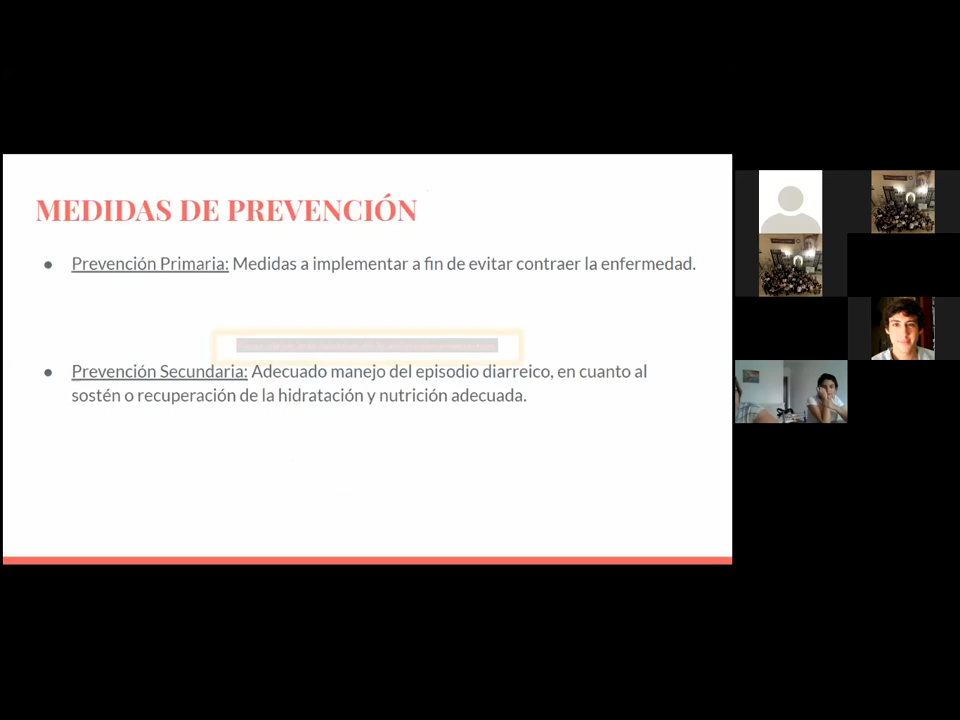 MEDIDAS DE PREVENCIÓN
● Prevención Primaria: Medidas a implementar a fin de evitar contraer la enfermedad.
● Prevención Secundaria: Adecuado manejo del episodio diarreico, en cuanto al
sostén o recuperación de la hidratación y nutrición adecuada.